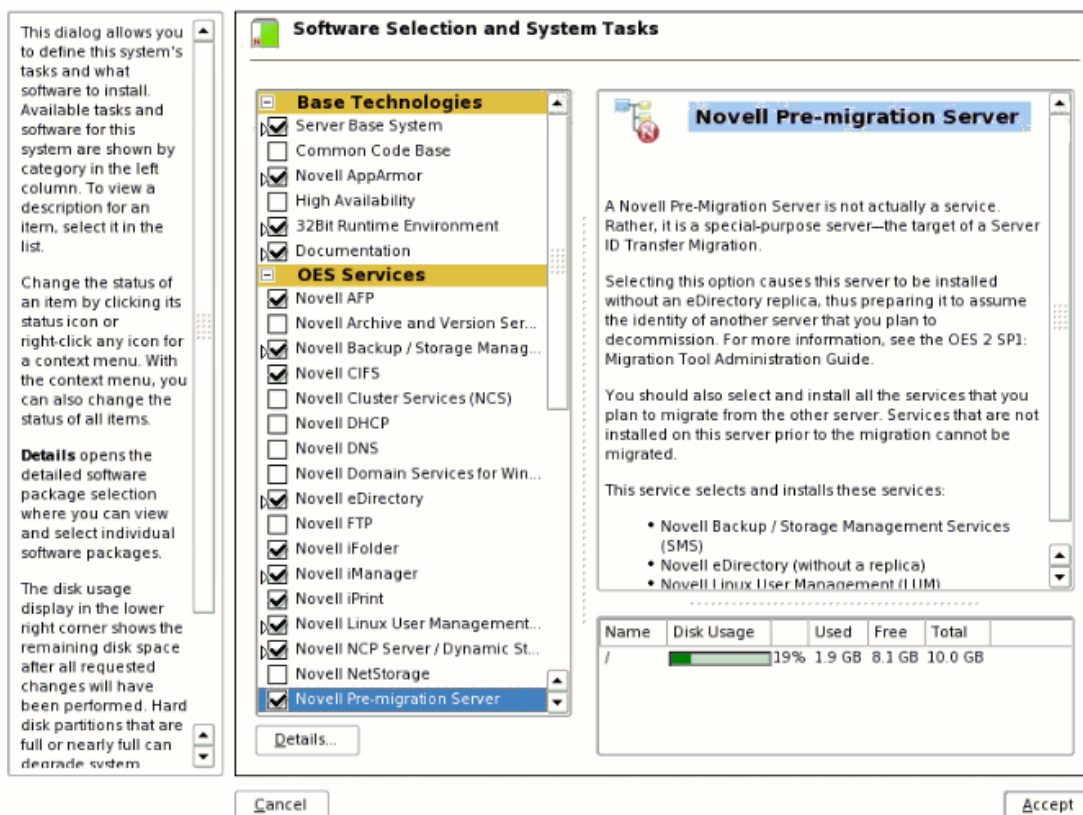 This dialog allows you
to define this system's
tasks and what
software to install.
Available tasks and
software for this
system are shown by
category in the left
column. To view a
description for an
item, select it in the
list.
Change the status of
an item by clicking its
status icon or
right-click any icon for
a context menu. With
the context menu, you
can also change the
status of all items.
Details opens the
detailed software
package selection
where you can view
and select individual
software packages.
The disk usage
display in the lower
right corner shows the
remaining disk space
after all requested
changes will have
been performed. Hard
disk partitions that are
full or nearly full can
degrade system
Software Selection and System Tasks
Base Technologies
Server Base System
Common Code Base
Novell AppArmor
High Availability
32Bit Runtime Environment
Documentation
OES Services
Novell AFP
Novell Archive and Version Ser...
Novell Backup / Storage Manag...
Novell CIFS
Novell Cluster Services (NCS)
Novell DHCP
Novell DNS
Novell Domain Services for Win...
Novell eDirectory
Novell FTP
Novell iFolder
Novell iManager
Novell iPrint
Novell Linux User Management...
Novell NCP Server / Dynamic St...
Novell NetStorage
Novell Pre-migration Server
Details...
Novell Pre-migration Server
A Novell Pre-Migration Server is not actually a service.
Rather, it is a special-purpose server—the target of a Server
ID Transfer Migration.
Selecting this option causes this server to be installed
without an eDirectory replica, thus preparing it to assume
the identity of another server that you plan to
decommission. For more information, see the OES 2 SP1:
Migration Tool Administration Guide.
You should also select and install all the services that you
plan to migrate from the other server. Services that are not
installed on this server prior to the migration cannot be
migrated.
This service selects and installs these services:
• Novell Backup / Storage Management Services
(SMS)
• Novell eDirectory (without a replica)
• Novell Linux User Management (LUM)
Name Disk Usage Used Free Total
/ 19% 1.9 GB 8.1 GB 10.0 GB
Cancel
Accept